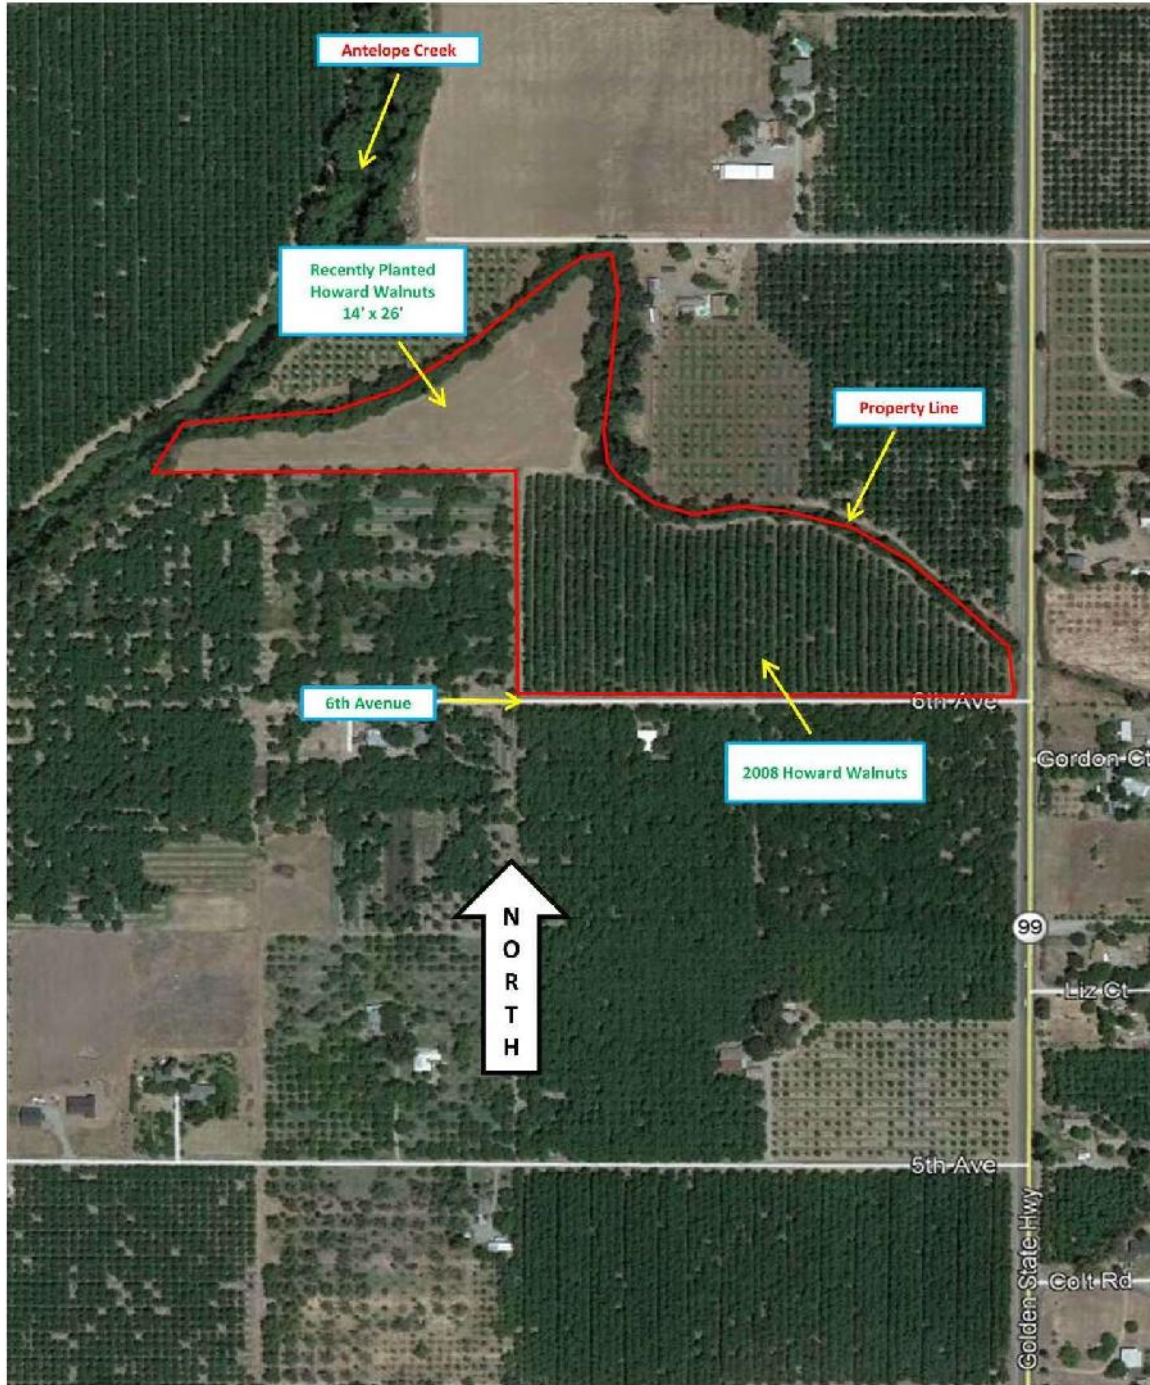 Antelope Creek
Recently Planted
Howard Walnuts
14' x 26'
Property Line
6th Avenue
6th Ave
Gordon Ct
2008 Howard Walnuts
N
O
R
T
H
99
Liz Ct
5th Ave
Golden State Hwy
Colt Rd